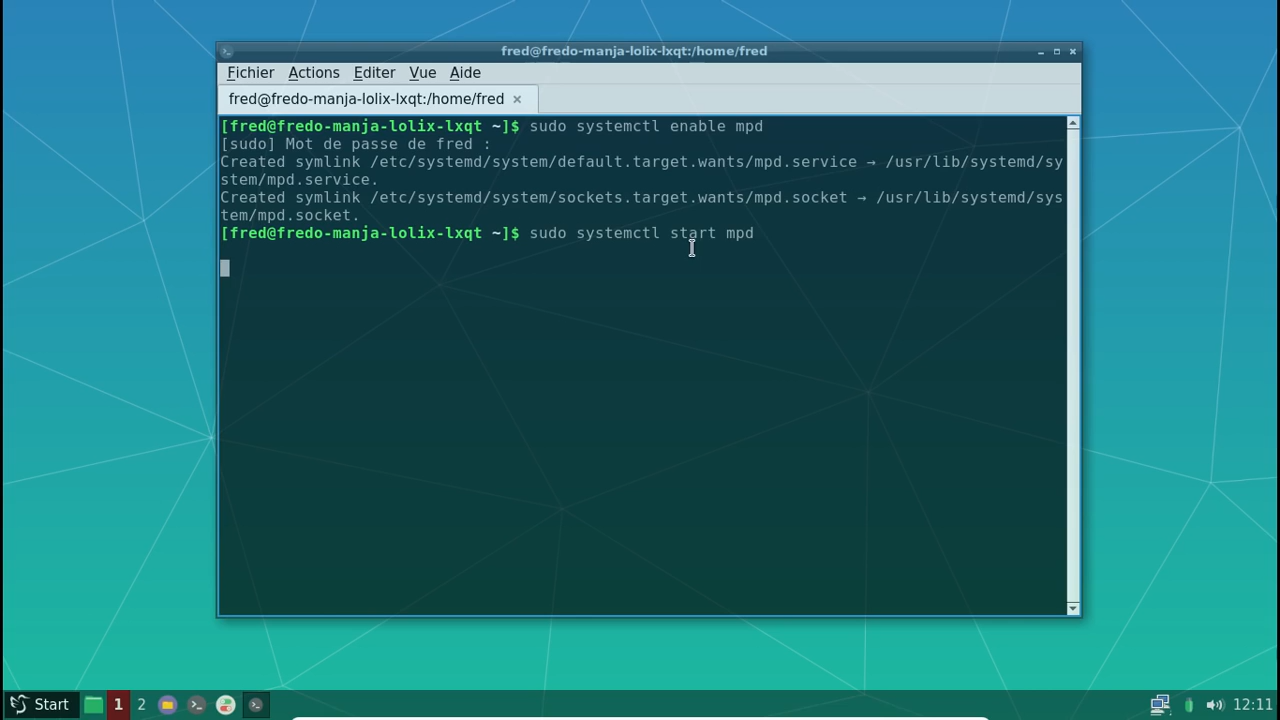 fred@fredo-manja-lolix-lxqt:/home/fred
Fichier Actions Editer Vue Aide
fred@fredo-manja-lolix-lxqt:/home/fred
[fred@fredo-manja-lolix-lxqt ~]$ sudo systemctl enable mpd
[sudo] Mot de passe de fred :
Created symlink /etc/systemd/system/default.target.wants/mpd.service → /usr/lib/systemd/sy
stem/mpd.service.
Created symlink /etc/systemd/system/sockets.target.wants/mpd.socket → /usr/lib/systemd/sys
tem/mpd.socket.
[fred@fredo-manja-lolix-lxqt ~]$ sudo systemctl start mpd
Start 1 2 12:11